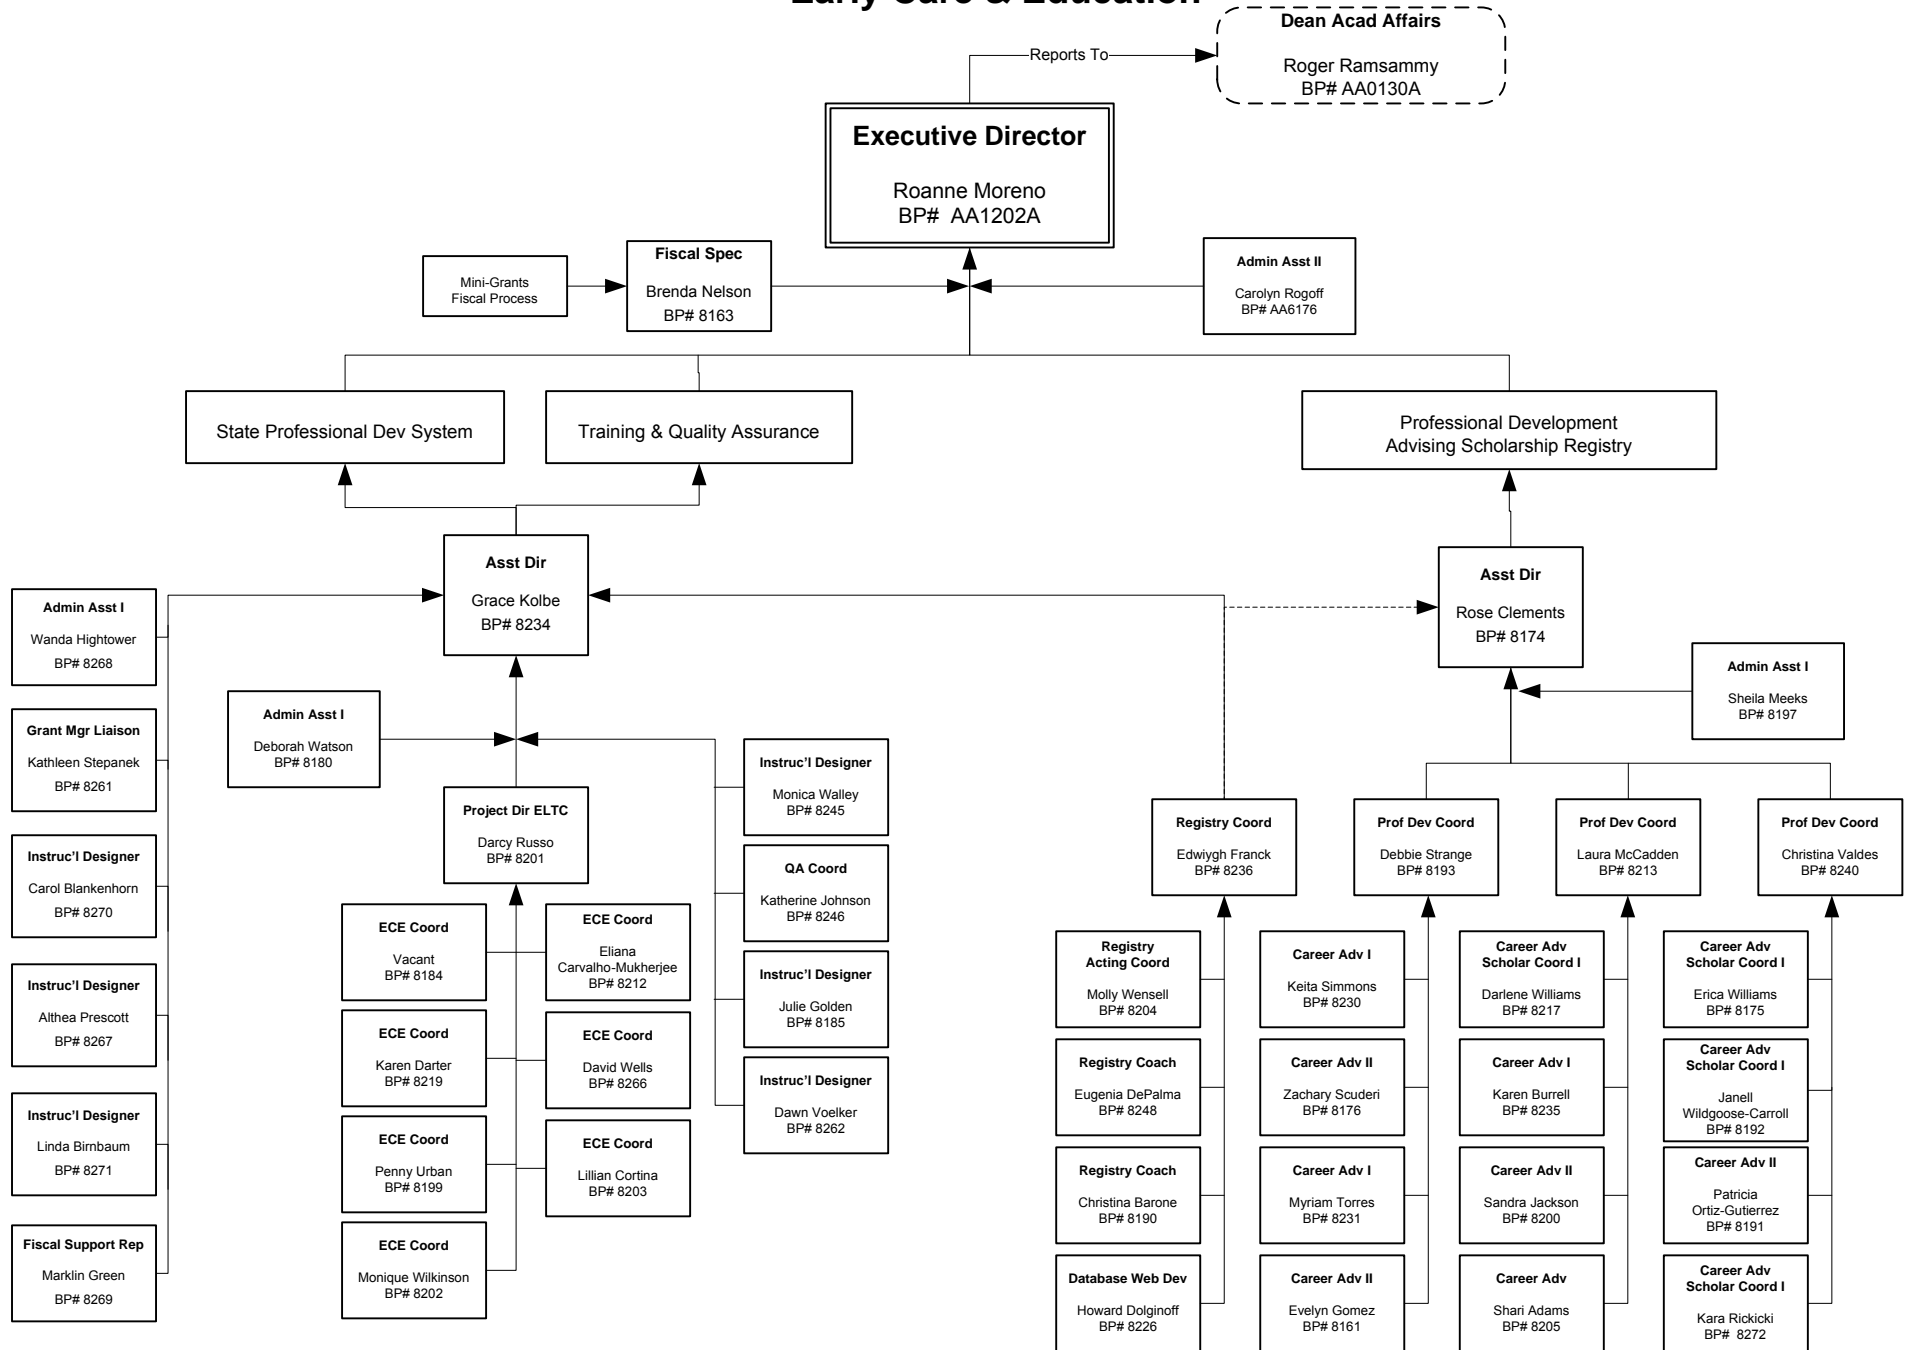 Early Care & Education
Dean Acad Affairs
Roger Ramsammy
BP# AA0130A
Reports To
Executive Director
Roanne Moreno
BP# AA1202A
Mini-Grants
Fiscal Process
Fiscal Spec
Brenda Nelson
BP# 8163
Admin Asst II
Carolyn Rogoff
BP# AA6176
State Professional Dev System
Training & Quality Assurance
Professional Development
Advising Scholarship Registry
Asst Dir
Grace Kolbe
BP# 8234
Asst Dir
Rose Clements
BP# 8174
Admin Asst I
Wanda Hightower
BP# 8268
Grant Mgr Liaison
Kathleen Stepanek
BP# 8261
Instruc'l Designer
Carol Blankenhorn
BP# 8270
Instruc'l Designer
Althea Prescott
BP# 8267
Instruc'l Designer
Linda Birnbaum
BP# 8271
Fiscal Support Rep
Marklin Green
BP# 8269
Admin Asst I
Deborah Watson
BP# 8180
Project Dir ELTC
Darcy Russo
BP# 8201
ECE Coord
Vacant
BP# 8184
ECE Coord
Eliana
Carvalho-Mukherjee
BP# 8212
ECE Coord
Karen Darter
BP# 8219
ECE Coord
David Wells
BP# 8266
ECE Coord
Penny Urban
BP# 8199
ECE Coord
Lillian Cortina
BP# 8203
ECE Coord
Monique Wilkinson
BP# 8202
Instruc'l Designer
Monica Walley
BP# 8245
QA Coord
Katherine Johnson
BP# 8246
Instruc'l Designer
Julie Golden
BP# 8185
Instruc'l Designer
Dawn Voelker
BP# 8262
Admin Asst I
Sheila Meeks
BP# 8197
Registry Coord
Edwiygh Franck
BP# 8236
Prof Dev Coord
Debbie Strange
BP# 8193
Prof Dev Coord
Laura McCadden
BP# 8213
Prof Dev Coord
Christina Valdes
BP# 8240
Registry
Acting Coord
Molly Wensell
BP# 8204
Registry Coach
Eugenia DePalma
BP# 8248
Registry Coach
Christina Barone
BP# 8190
Database Web Dev
Howard Dolginoff
BP# 8226
Career Adv I
Keita Simmons
BP# 8230
Career Adv II
Zachary Scuderi
BP# 8176
Career Adv I
Myriam Torres
BP# 8231
Career Adv II
Evelyn Gomez
BP# 8161
Career Adv
Scholar Coord I
Darlene Williams
BP# 8217
Career Adv I
Karen Burrell
BP# 8235
Career Adv II
Sandra Jackson
BP# 8200
Career Adv
Shari Adams
BP# 8205
Career Adv
Scholar Coord I
Erica Williams
BP# 8175
Career Adv
Scholar Coord I
Janell
Wildgoose-Carroll
BP# 8192
Career Adv II
Patricia
Ortiz-Gutierrez
BP# 8191
Career Adv
Scholar Coord I
Kara Rickicki
BP# 8272